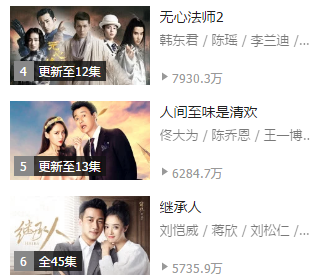 无心法师2
韩东君 / 陈瑶 / 李兰迪 /...
4 更新至12集
7930.3万
人间至味是清欢
佟大为 / 陈乔恩 / 王一博...
5 更新至13集
6284.7万
继承人
刘恺威 / 蒋欣 / 刘松仁 /...
继承人
6 全45集
5735.9万